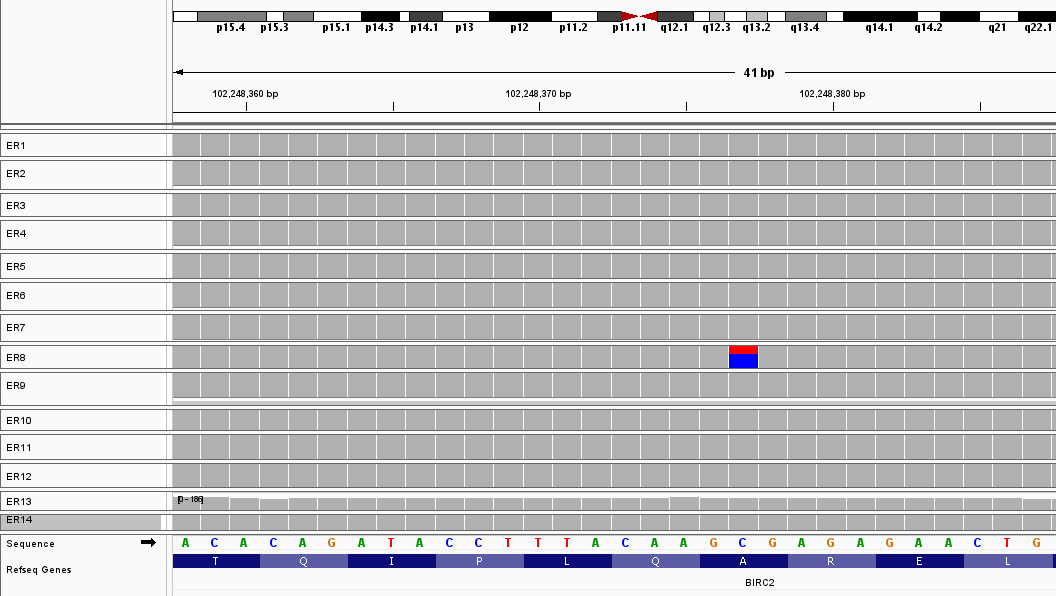 p15.4 p15.3 p15.1 p14.3 p14.1 p13 p12 p11.2 p11.11 q12.1 q12.3 q13.2 q13.4 q14.1 q14.2 q21 q22.1
41 bp
102,248,360 bp 102,248,370 bp 102,248,380 bp
ER1
ER2
ER3
ER4
ER5
ER6
ER7
ER8
ER9
ER10
ER11
ER12
ER13 [0 - 186]
ER14
Sequence A C A C A G A T A C C T T T A C A A G C G A G A G A A C T G
Refseq Genes T Q I P L Q A R E L
BIRC2